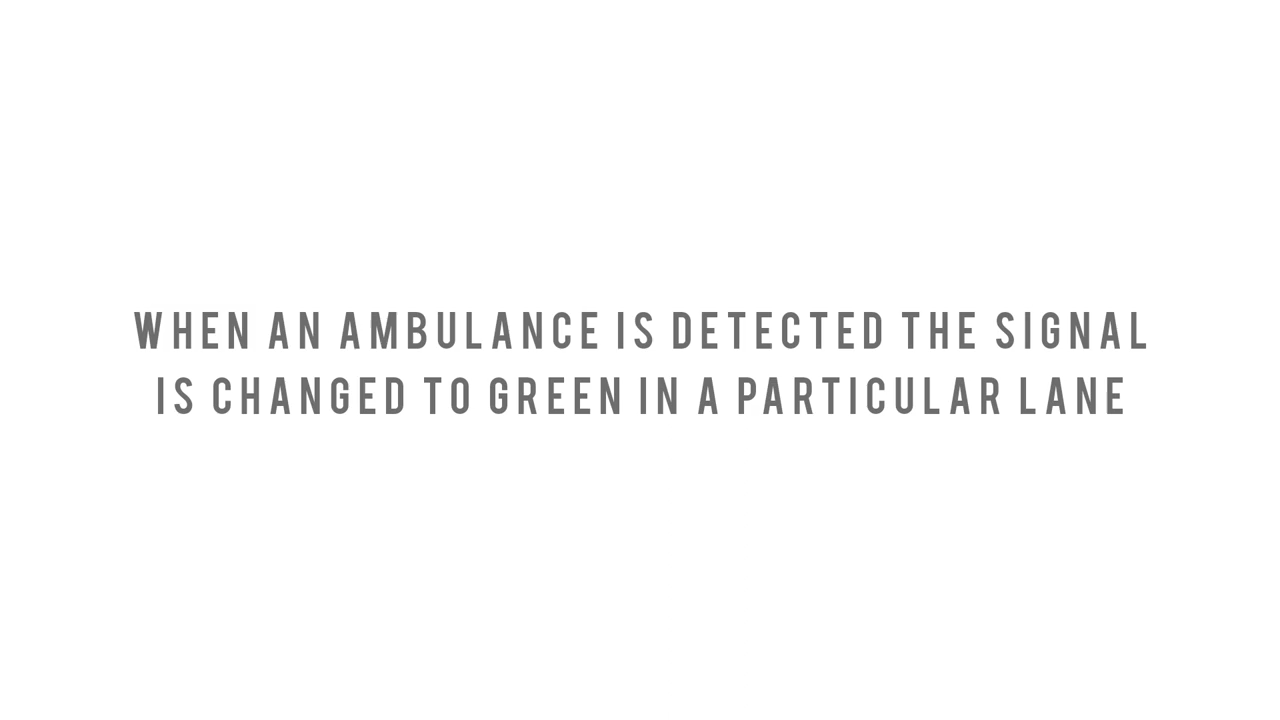 WHEN AN AMBULANCE IS DETECTED THE SIGNAL
IS CHANGED TO GREEN IN A PARTICULAR LANE